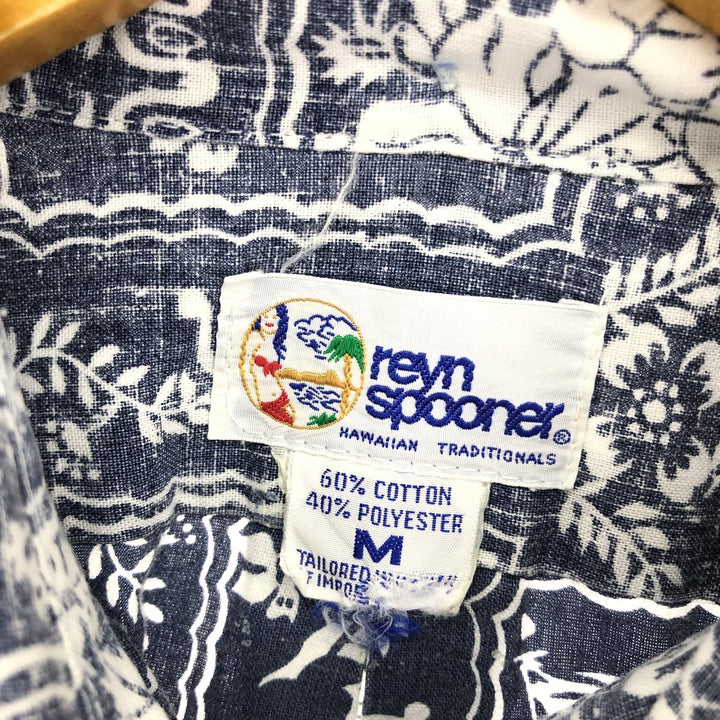 reyn
spooner®
HAWAIIAN TRADITIONALS
60% COTTON
40% POLYESTER
M
TAILORED